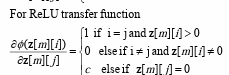 For ReLU transfer function
∂ϕ(z[m][i])/∂z[m][j] = {1 if i = j and z[m][i] > 0
0 else if i ≠ j and z[m][i] ≠ 0
c else if z[m][j] = 0